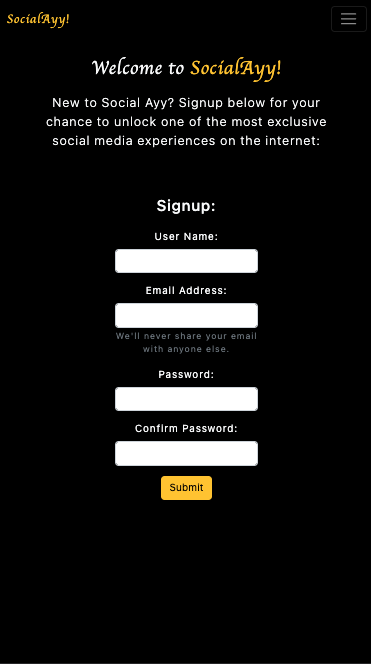 SocialAyy!
Welcome to SocialAyy!
New to Social Ayy? Signup below for your
chance to unlock one of the most exclusive
social media experiences on the internet:
Signup:
User Name:
Email Address:
We'll never share your email
with anyone else.
Password:
Confirm Password:
Submit